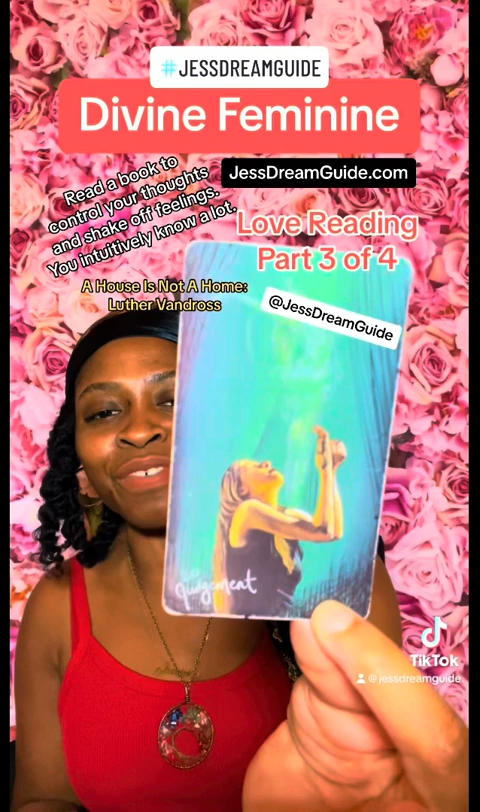 #JESSDREAMGUIDE
Divine Feminine
JessDreamGuide.com
Read a book to
control your thoughts
and shake off feelings.
You intuitively know a lot.
Love Reading
Part 3 of 4
A House Is Not A Home:
Luther Vandross
@JessDreamGuide
Judgement
TikTok
@jessdreamguide